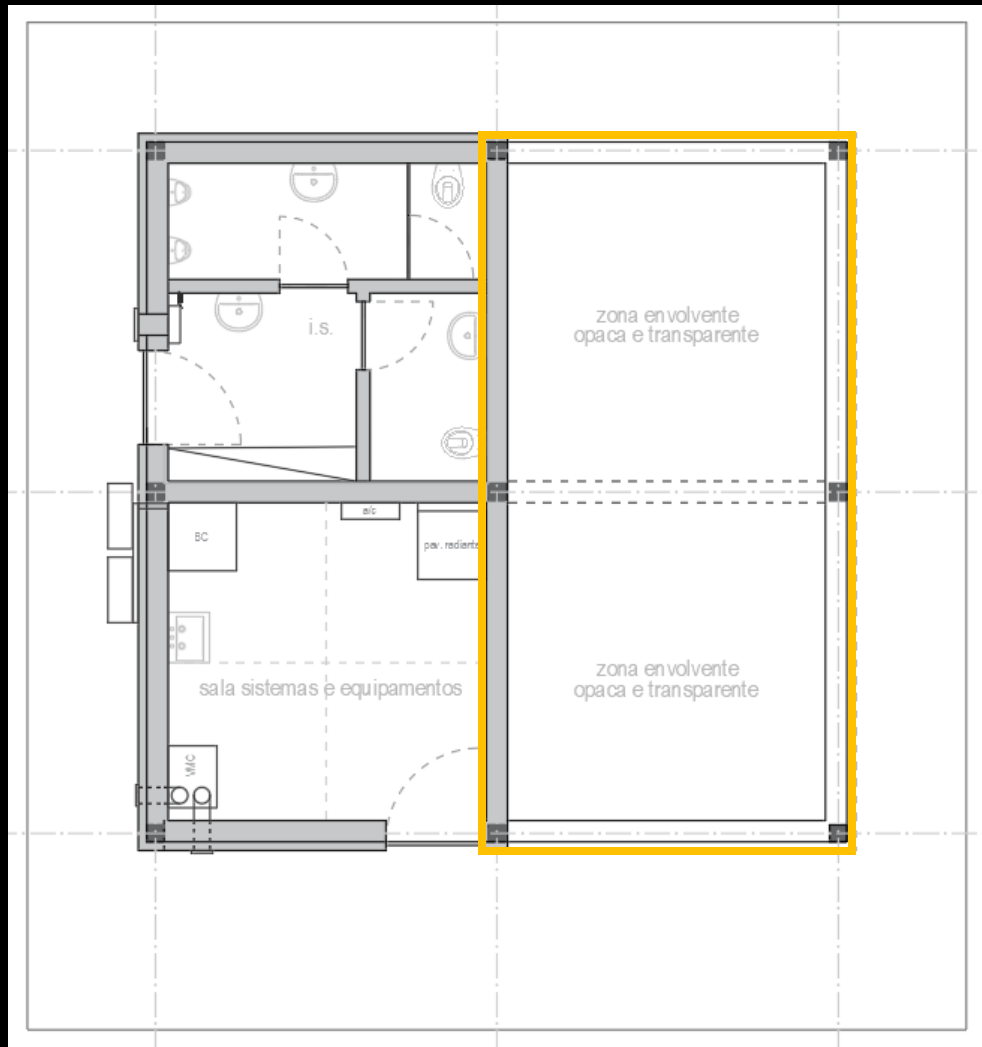 i.s.
zona envolvente
opaca e transparente
a/c
BC
pav. radiante
sala sistemas e equipamentos
zona envolvente
opaca e transparente
VMC